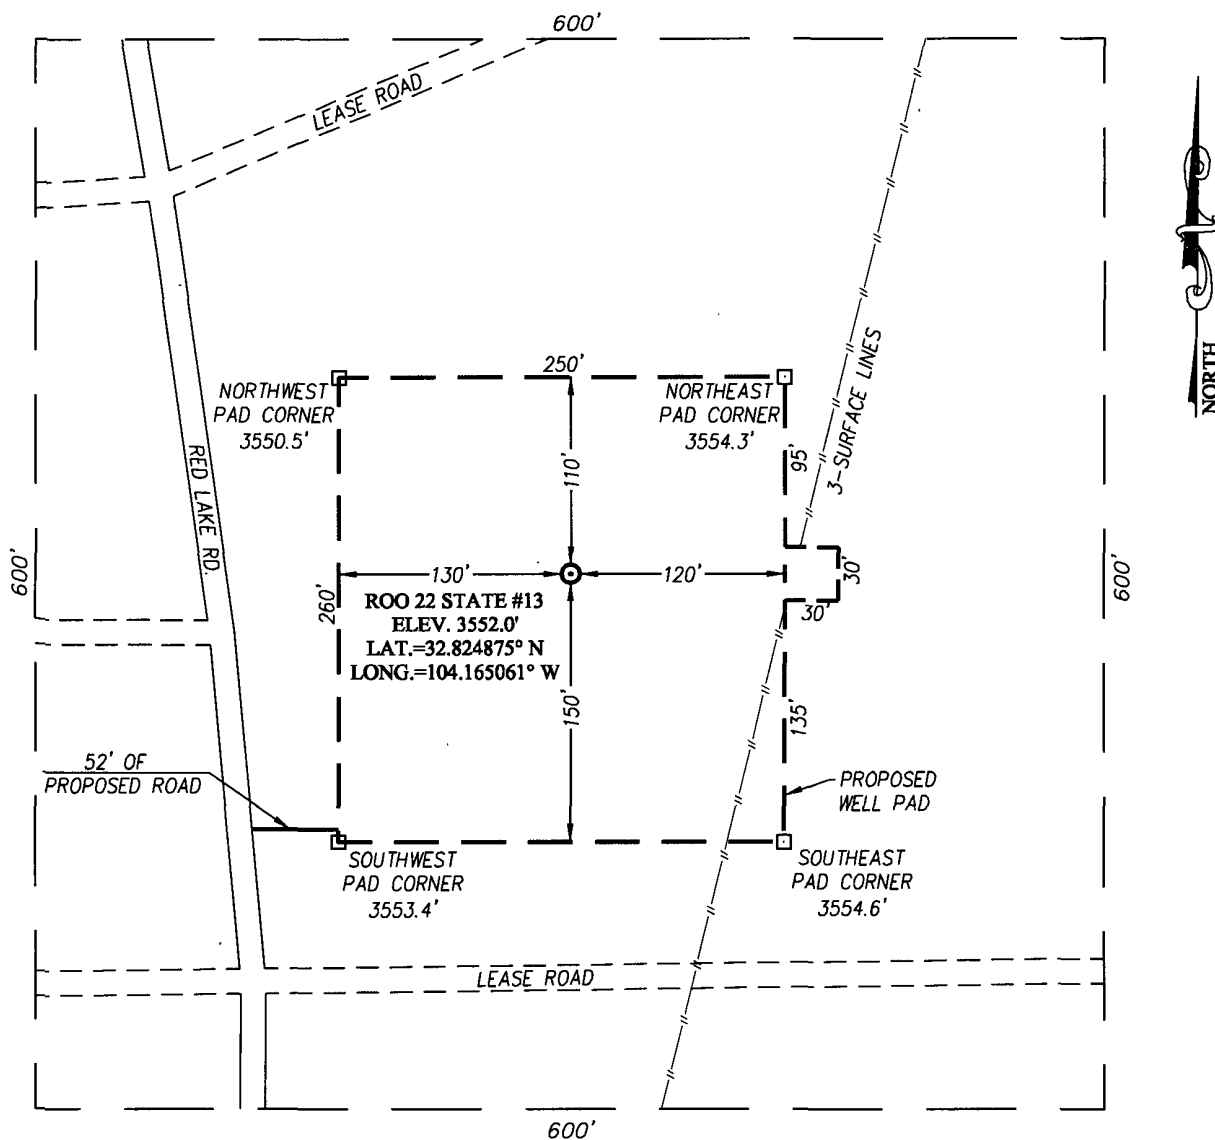 600'
LEASE ROAD
NORTH
250'
NORTHWEST
PAD CORNER
3550.5'
NORTHEAST
PAD CORNER
3554.3'
110'
95'
3-SURFACE LINES
RED LAKE RD.
600'
260'
130'
120'
30'
30'
600'
ROO 22 STATE #13
ELEV. 3552.0'
LAT.=32.824875° N
LONG.=104.165061° W
150'
135'
52' OF
PROPOSED ROAD
PROPOSED
WELL PAD
SOUTHWEST
PAD CORNER
3553.4'
SOUTHEAST
PAD CORNER
3554.6'
LEASE ROAD
600'